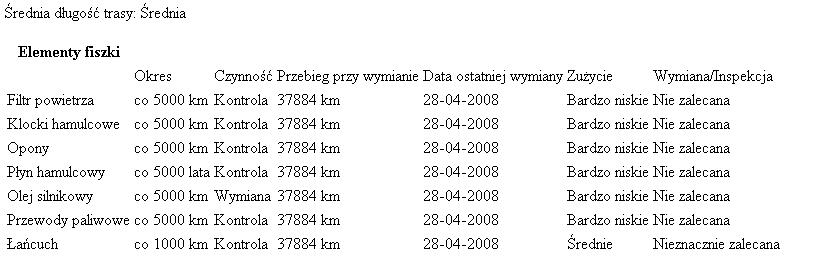 Średnia długość trasy: Średnia
Elementy fiszki
Okres Czynność Przebieg przy wymianie Data ostatniej wymiany Zużycie Wymiana/Inspekcja
Filtr powietrza co 5000 km Kontrola 37884 km 28-04-2008 Bardzo niskie Nie zalecana
Klocki hamulcowe co 5000 km Kontrola 37884 km 28-04-2008 Bardzo niskie Nie zalecana
Opony co 5000 km Kontrola 37884 km 28-04-2008 Bardzo niskie Nie zalecana
Płyn hamulcowy co 5000 lata Kontrola 37884 km 28-04-2008 Bardzo niskie Nie zalecana
Olej silnikowy co 5000 km Wymiana 37884 km 28-04-2008 Bardzo niskie Nie zalecana
Przewody paliwowe co 5000 km Kontrola 37884 km 28-04-2008 Bardzo niskie Nie zalecana
Łańcuch co 1000 km Kontrola 37884 km 28-04-2008 Średnie Nieznacznie zalecana